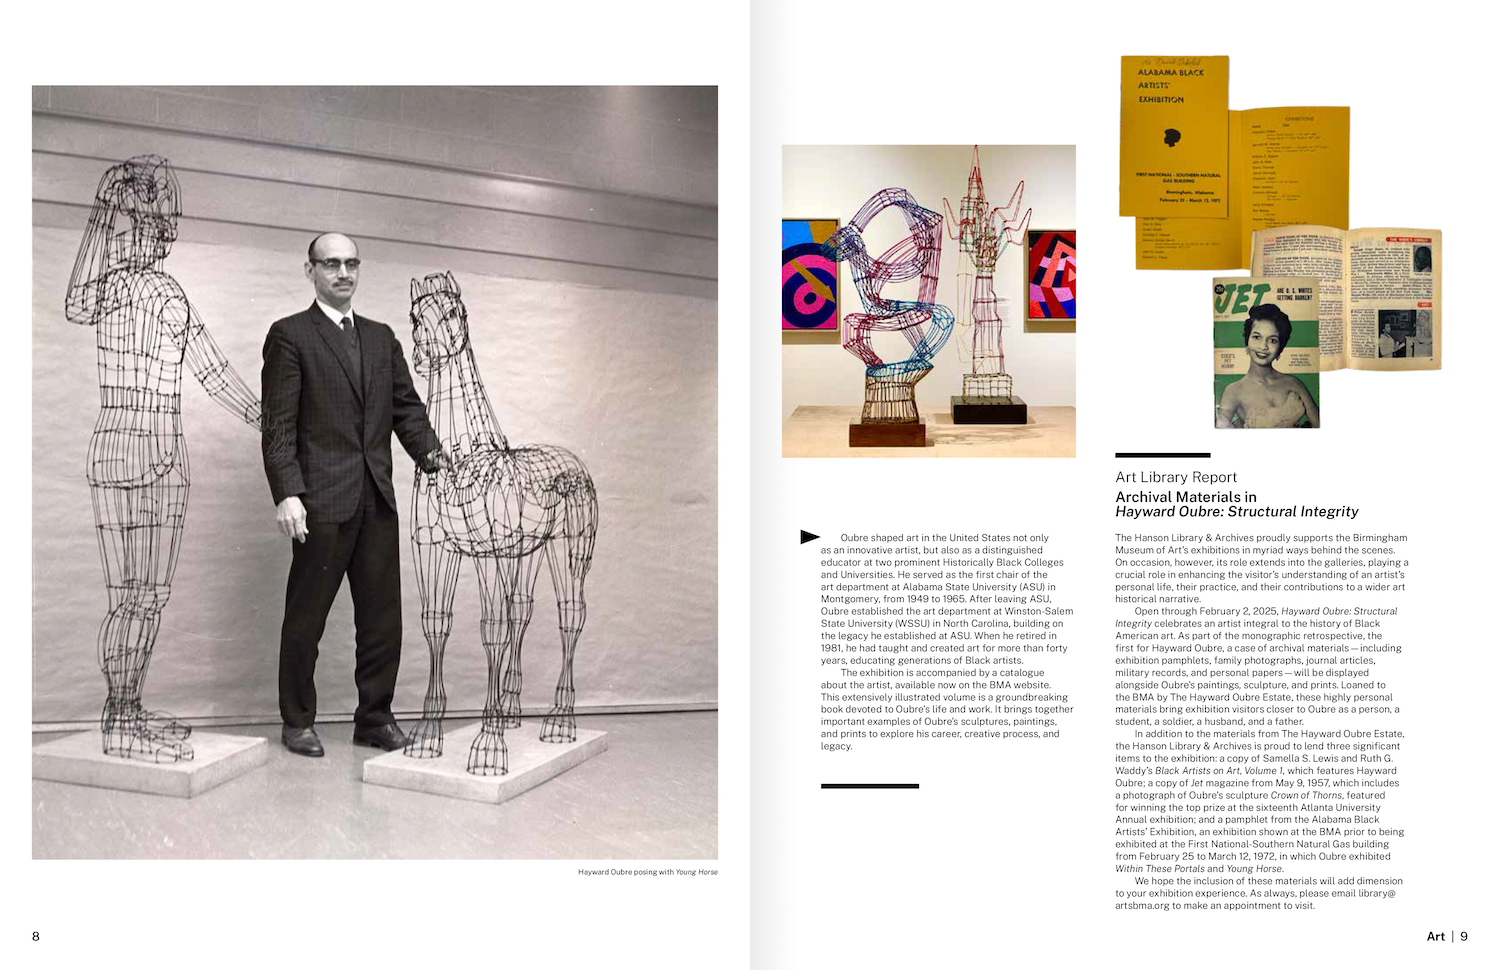 Hayward Oubre posing with Young Horse
8
Oubre shaped art in the United States not only
as an innovative artist, but also as a distinguished
educator at two prominent Historically Black Colleges
and Universities. He served as the first chair of the
art department at Alabama State University (ASU) in
Montgomery, from 1949 to 1965. After leaving ASU,
Oubre established the art department at Winston-Salem
State University (WSSU) in North Carolina, building on
the legacy he established at ASU. When he retired in
1981, he had taught and created art for more than forty
years, educating generations of Black artists.
The exhibition is accompanied by a catalogue
about the artist, available now on the BMA website.
This extensively illustrated volume is a groundbreaking
book devoted to Oubre's life and work. It brings together
important examples of Oubre's sculptures, paintings,
and prints to explore his career, creative process, and
legacy.
ALABAMA BLACK
ARTISTS'
EXHIBITION
FIRST NATIONAL - SOUTHERN NATURAL
GAS BUILDING
Birmingham, Alabama
February 25 - March 12, 1972
EXHIBITIONS
JET
ARE U. S. WHITES
GETTING DARKER?
Art Library Report
Archival Materials in
Hayward Oubre: Structural Integrity
The Hanson Library & Archives proudly supports the Birmingham
Museum of Art's exhibitions in myriad ways behind the scenes.
On occasion, however, its role extends into the galleries, playing a
crucial role in enhancing the visitor's understanding of an artist's
personal life, their practice, and their contributions to a wider art
historical narrative.
Open through February 2, 2025, Hayward Oubre: Structural
Integrity celebrates an artist integral to the history of Black
American art. As part of the monographic retrospective, the
first for Hayward Oubre, a case of archival materials—including
exhibition pamphlets, family photographs, journal articles,
military records, and personal papers—will be displayed
alongside Oubre's paintings, sculpture, and prints. Loaned to
the BMA by The Hayward Oubre Estate, these highly personal
materials bring exhibition visitors closer to Oubre as a person, a
student, a soldier, a husband, and a father.
In addition to the materials from The Hayward Oubre Estate,
the Hanson Library & Archives is proud to lend three significant
items to the exhibition: a copy of Samella S. Lewis and Ruth G.
Waddy's Black Artists on Art, Volume 1, which features Hayward
Oubre; a copy of Jet magazine from May 9, 1957, which includes
a photograph of Oubre's sculpture Crown of Thorns, featured
for winning the top prize at the sixteenth Atlanta University
Annual exhibition; and a pamphlet from the Alabama Black
Artists' Exhibition, an exhibition shown at the BMA prior to being
exhibited at the First National-Southern Natural Gas building
from February 25 to March 12, 1972, in which Oubre exhibited
Within These Portals and Young Horse.
We hope the inclusion of these materials will add dimension
to your exhibition experience. As always, please email library@
artsbma.org to make an appointment to visit.
Art | 9